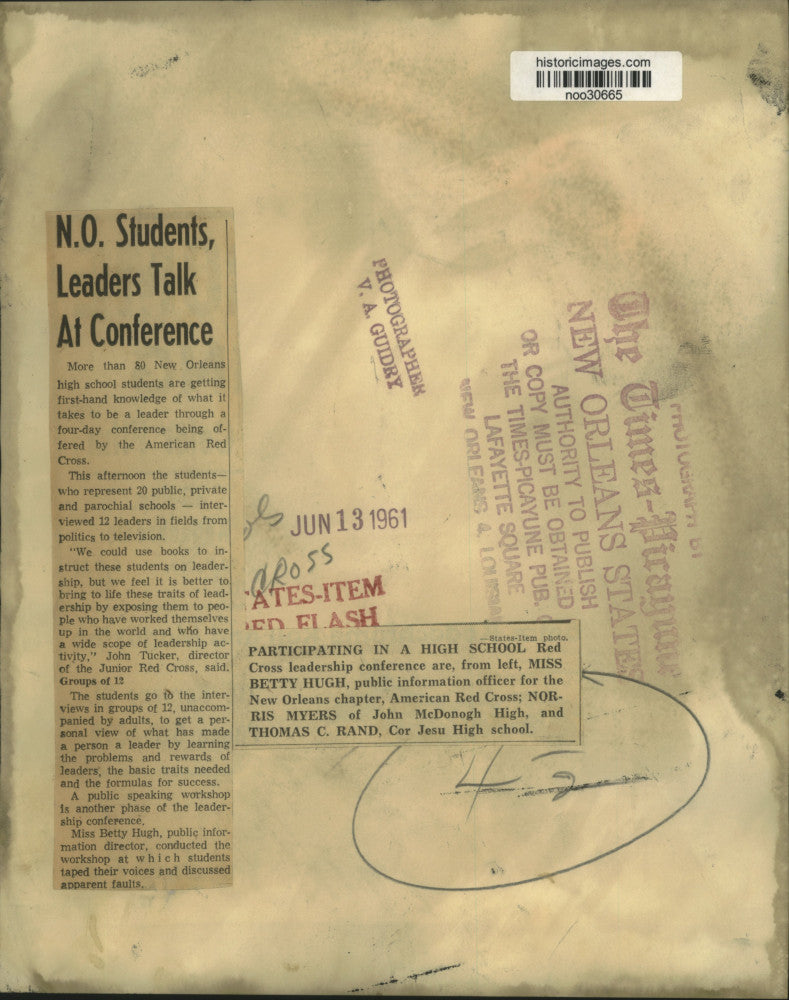 historicimages.com
noo30665
N.O. Students,
Leaders Talk
At Conference
More than 80 New Orleans
high school students are getting
first-hand knowledge of what it
takes to be a leader through a
four-day conference being of-
fered by the American Red
Cross.
This afternoon the students—
who represent 20 public, private
and parochial schools — inter-
viewed 12 leaders in fields from
politics to television.
"We could use books to in-
struct these students on leader-
ship, but we feel it is better to
bring to life these traits of lead-
ership by exposing them to peo-
ple who have worked themselves
up in the world and who have
a wide scope of leadership ac-
tivity," John Tucker, director
of the Junior Red Cross, said.
Groups of 12
The students go to the inter-
views in groups of 12, unaccom-
panied by adults, to get a per-
sonal view of what has made
a person a leader by learning
the problems and rewards of
leaders, the basic traits needed
and the formulas for success.
A public speaking workshop
is another phase of the leader-
ship conference.
Miss Betty Hugh, public infor-
mation director, conducted the
workshop at which students
taped their voices and discussed
apparent faults.
PHOTOGRAPHER
V. A. GUIDRY
PHOTOGRAPH BY
The Times-Picayune
NEW ORLEANS STATES
AUTHORITY TO PUBLISH
OR COPY MUST BE OBTAINED
THE TIMES-PICAYUNE PUB.
LAFAYETTE SQUARE
NEW ORLEANS 4, LOUISIANA
JUN 13 1961
CROSS
ATES-ITEM
RED FLASH
—States-Item photo.
PARTICIPATING IN A HIGH SCHOOL Red
Cross leadership conference are, from left, MISS
BETTY HUGH, public information officer for the
New Orleans chapter, American Red Cross; NOR-
RIS MYERS of John McDonogh High, and
THOMAS C. RAND, Cor Jesu High school.